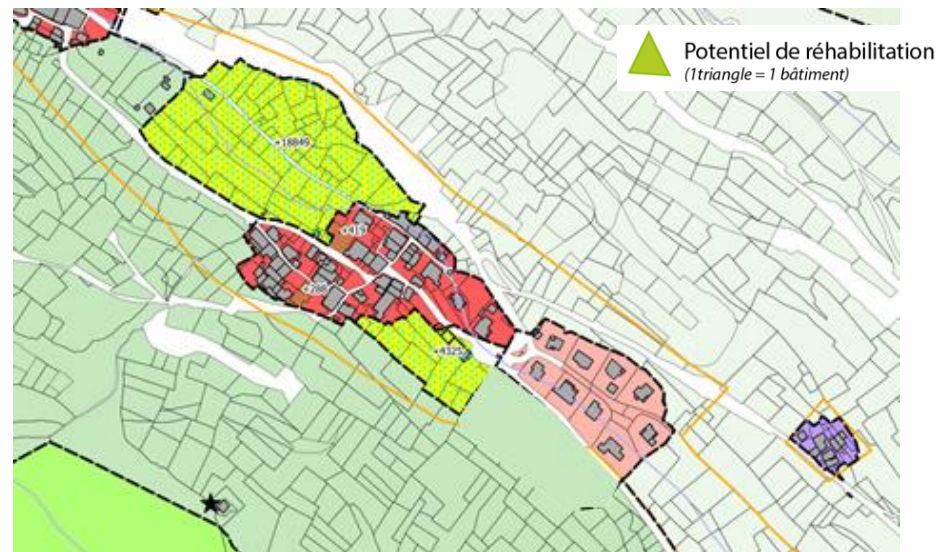 Potentiel de réhabilitation
(1triangle = 1 bâtiment)
+18849
+419
+4325